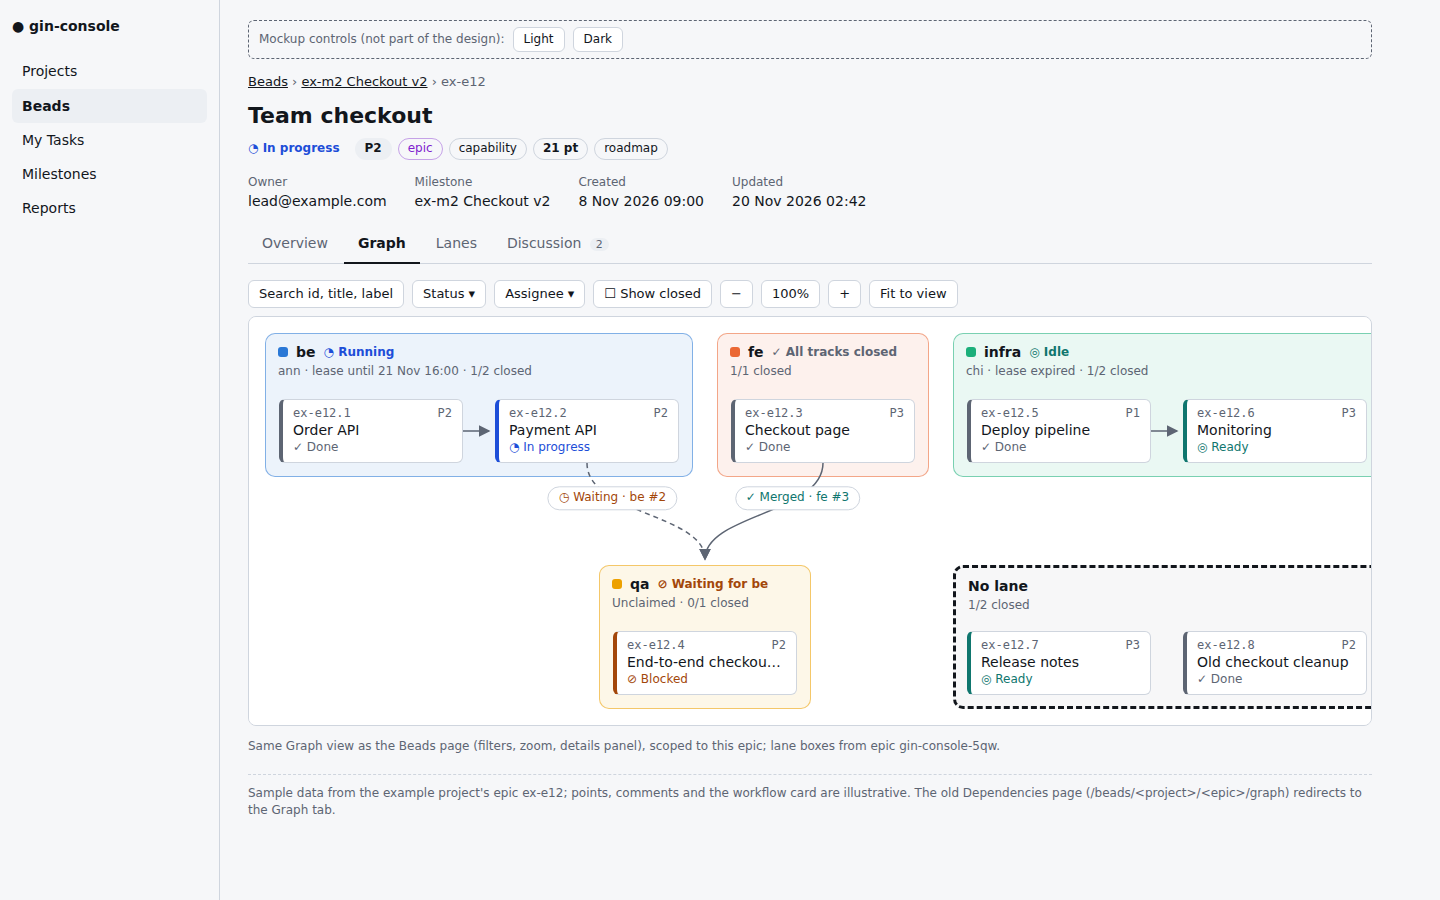 ● gin-console
Projects
Beads
My Tasks
Milestones
Reports
Mockup controls (not part of the design): Light Dark
Beads › ex-m2 Checkout v2 › ex-e12
Team checkout
◔ In progress P2 epic capability 21 pt roadmap
Owner Milestone Created Updated
lead@example.com ex-m2 Checkout v2 8 Nov 2026 09:00 20 Nov 2026 02:42
Overview Graph Lanes Discussion 2
Search id, title, label Status ▾ Assignee ▾ ☐ Show closed − 100% + Fit to view
be ◔ Running
ann · lease until 21 Nov 16:00 · 1/2 closed
ex-e12.1 P2
Order API
✓ Done
ex-e12.2 P2
Payment API
◔ In progress
fe ✓ All tracks closed
1/1 closed
ex-e12.3 P3
Checkout page
✓ Done
infra ◎ Idle
chi · lease expired · 1/2 closed
ex-e12.5 P1
Deploy pipeline
✓ Done
ex-e12.6 P3
Monitoring
◎ Ready
◷ Waiting · be #2
✓ Merged · fe #3
qa ⊘ Waiting for be
Unclaimed · 0/1 closed
ex-e12.4 P2
End-to-end checkou…
⊘ Blocked
No lane
1/2 closed
ex-e12.7 P3
Release notes
◎ Ready
ex-e12.8 P2
Old checkout cleanup
✓ Done
Same Graph view as the Beads page (filters, zoom, details panel), scoped to this epic; lane boxes from epic gin-console-5qw.
Sample data from the example project's epic ex-e12; points, comments and the workflow card are illustrative. The old Dependencies page (/beads/<project>/<epic>/graph) redirects to
the Graph tab.